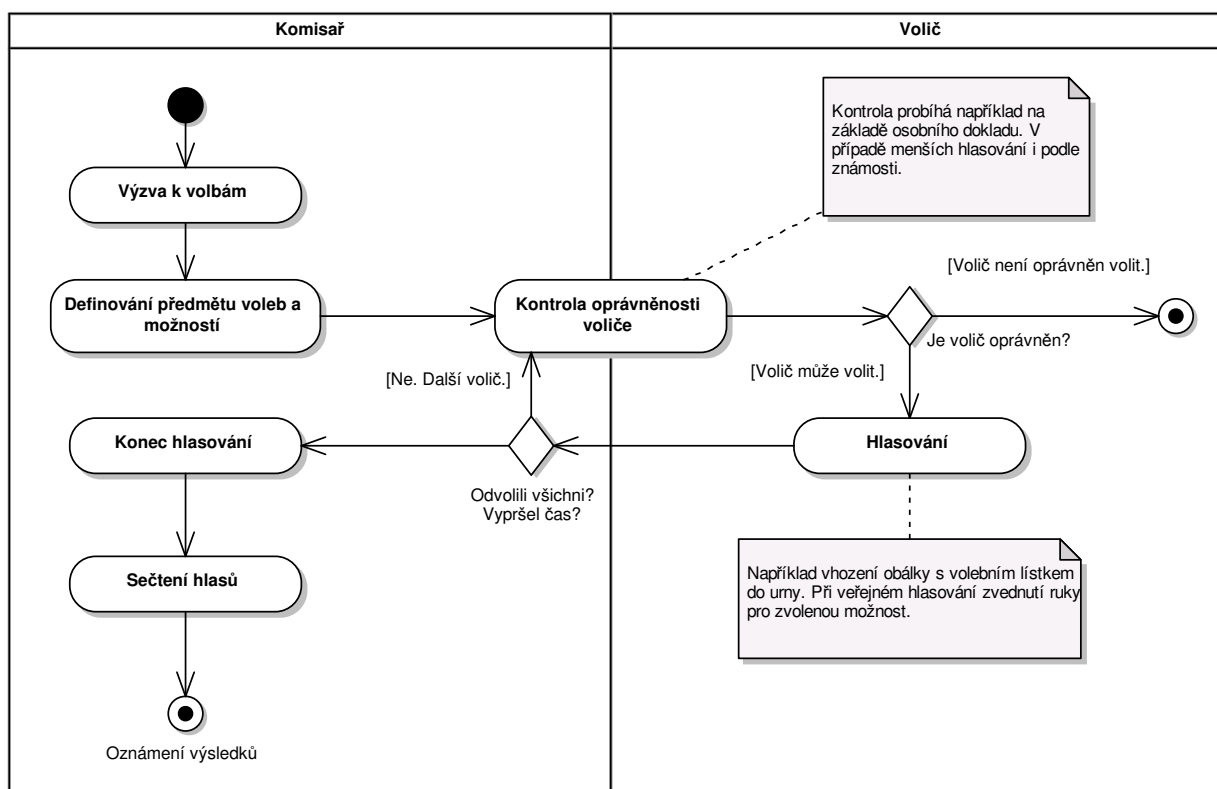 Komisař
Volič
Kontrola probíhá například na
základě osobního dokladu. V
případě menších hlasování i podle
známosti.
Výzva k volbám
[Volič není oprávněn volit.]
Definování předmětu voleb a
možností
Kontrola oprávněnosti
voliče
Je volič oprávněn?
[Ne. Další volič.]
[Volič může volit.]
Konec hlasování
Hlasování
Odvolili všichni?
Vypršel čas?
Sečtení hlasů
Například vhození obálky s volebním lístkem
do urny. Při veřejném hlasování zvednutí ruky
pro zvolenou možnost.
Oznámení výsledků